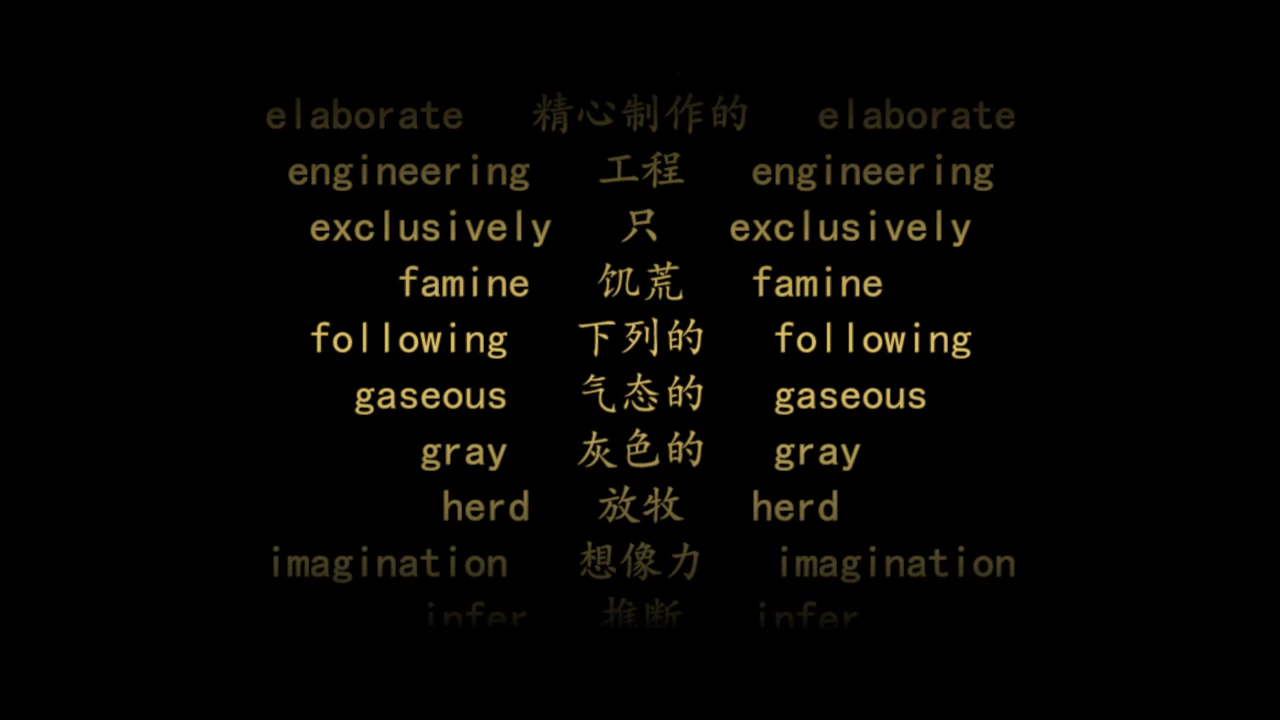 elaborate 精心制作的 elaborate
engineering 工程 engineering
exclusively 只 exclusively
famine 饥荒 famine
following 下列的 following
gaseous 气态的 gaseous
gray 灰色的 gray
herd 放牧 herd
imagination 想像力 imagination
infer 推断 infer